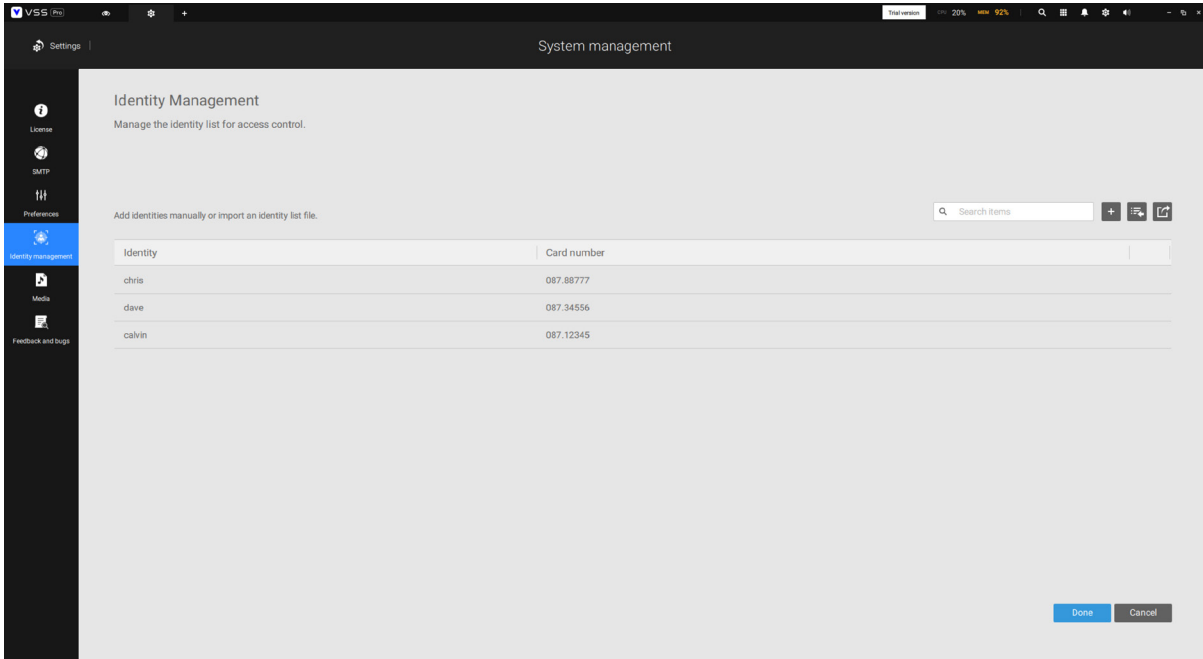 VSS Pro
+
Trial version CPU 20% MEM 92%
Settings
System management
License
SMTP
Preferences
Identity management
Media
Feedback and bugs
Identity Management
Manage the identity list for access control.
Add identities manually or import an identity list file.
Search items
Identity Card number
chris 087.88777
dave 087.34556
calvin 087.12345
Done Cancel